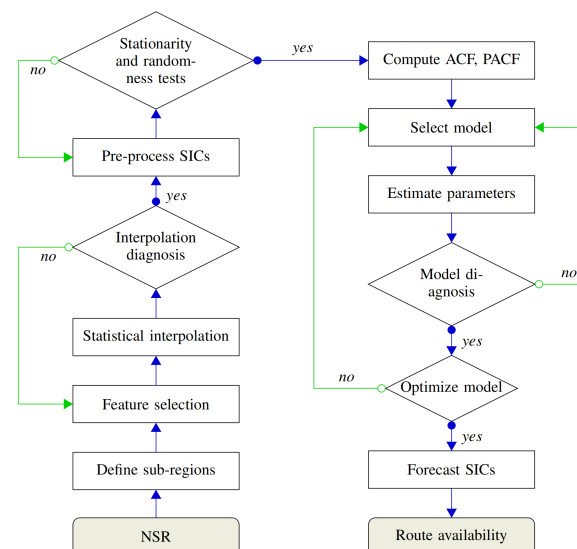 Stationarity
and random-
ness tests
yes
no
Compute ACF, PACF
Select model
Pre-process SICs
yes
Estimate parameters
Interpolation
diagnosis
no
Model di-
agnosis
no
yes
Statistical interpolation
no
Optimize model
Feature selection
yes
Define sub-regions
Forecast SICs
NSR
Route availability